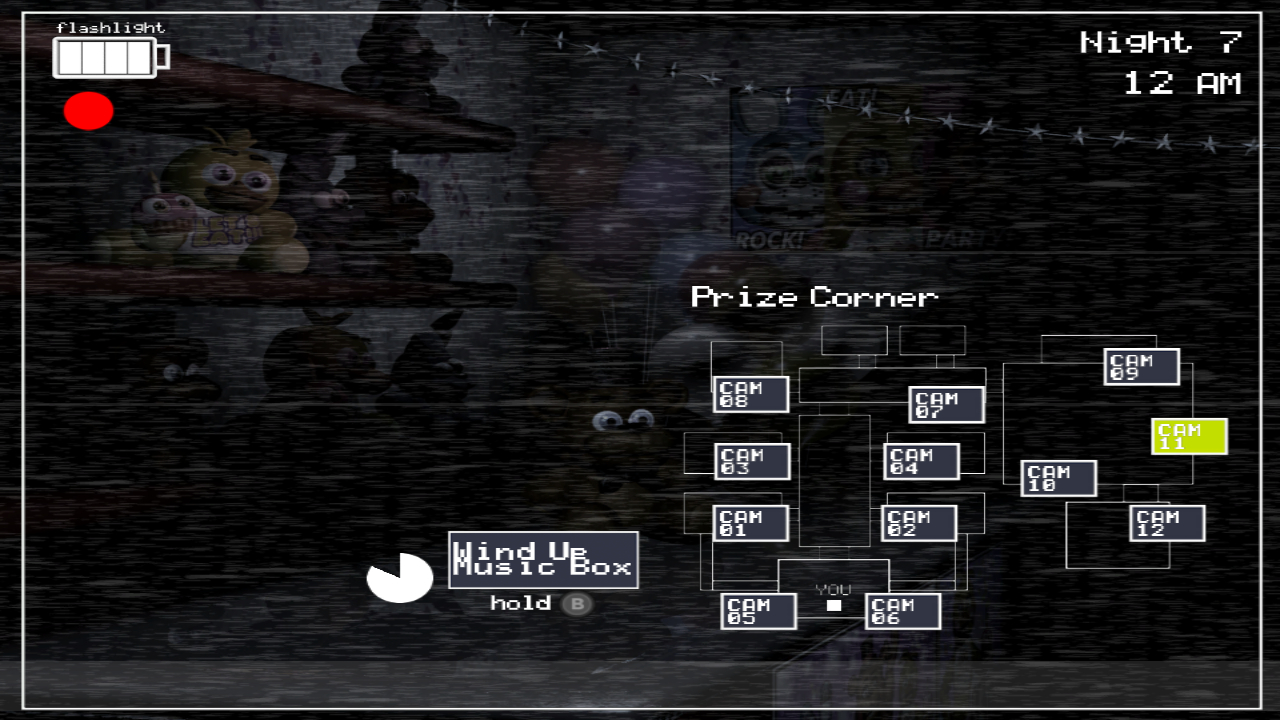 flashlight
Night 7
12 AM
EAT!
ROCK!
PARTY
LET'S
EAT!!!
Prize Corner
CAM
08
CAM
07
CAM
09
CAM
11
CAM
03
CAM
04
CAM
10
CAM
01
CAM
02
CAM
12
Wind Up
Music Box
hold B
YOU
CAM
05
CAM
06